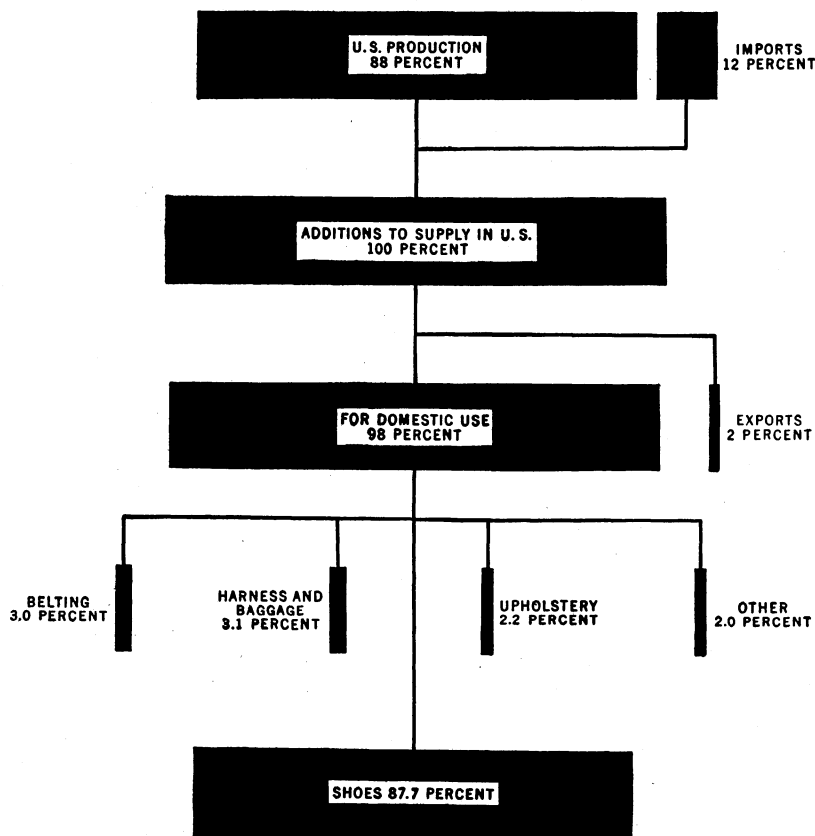 U.S. PRODUCTION
88 PERCENT
IMPORTS
12 PERCENT
ADDITIONS TO SUPPLY IN U.S.
100 PERCENT
FOR DOMESTIC USE
98 PERCENT
EXPORTS
2 PERCENT
BELTING
3.0 PERCENT
HARNESS AND
BAGGAGE
3.1 PERCENT
UPHOLSTERY
2.2 PERCENT
OTHER
2.0 PERCENT
SHOES 87.7 PERCENT